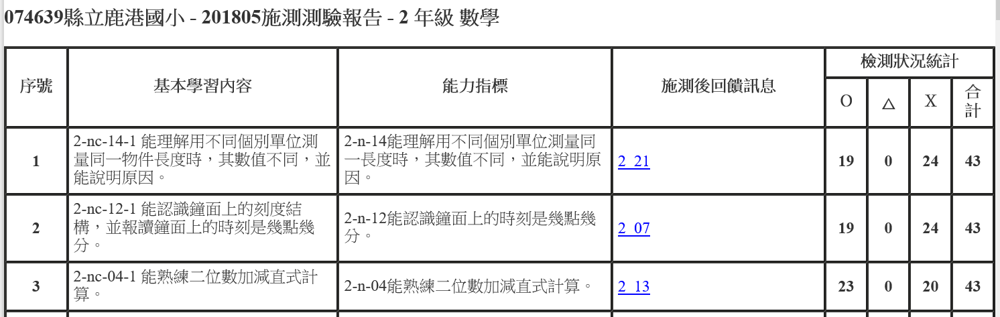 074639縣立鹿港國小 - 201805施測測驗報告 - 2 年級 數學
序號
基本學習內容
能力指標
施測後回饋訊息
檢測狀況統計
O
△
X
合
計
1
2-nc-14-1 能理解用不同個別單位測
量同一物件長度時，其數值不同，並
能說明原因。
2-n-14能理解用不同個別單位測量同
一長度時，其數值不同，並能說明原
因。
2_21
19
0
24
43
2
2-nc-12-1 能認識鐘面上的刻度結
構，並報讀鐘面上的時刻是幾點幾
分。
2-n-12能認識鐘面上的時刻是幾點幾
分。
2_07
19
0
24
43
3
2-nc-04-1 能熟練二位數加減直式計
算。
2-n-04能熟練二位數加減直式計算。
2_13
23
0
20
43